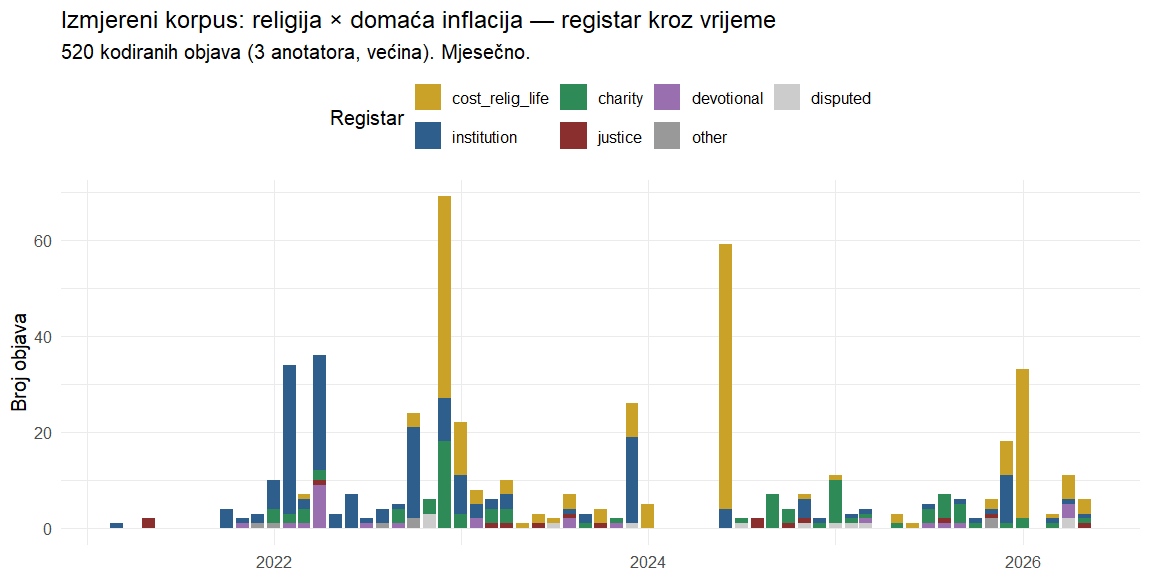 Izmjereni korpus: religija × domaća inflacija — registar kroz vrijeme
520 kodiranih objava (3 anotatora, većina). Mjesečno.
Registar
cost_relig_life
charity
devotional
disputed
institution
justice
other
Broj objava
60
40
20
0
2022
2024
2026